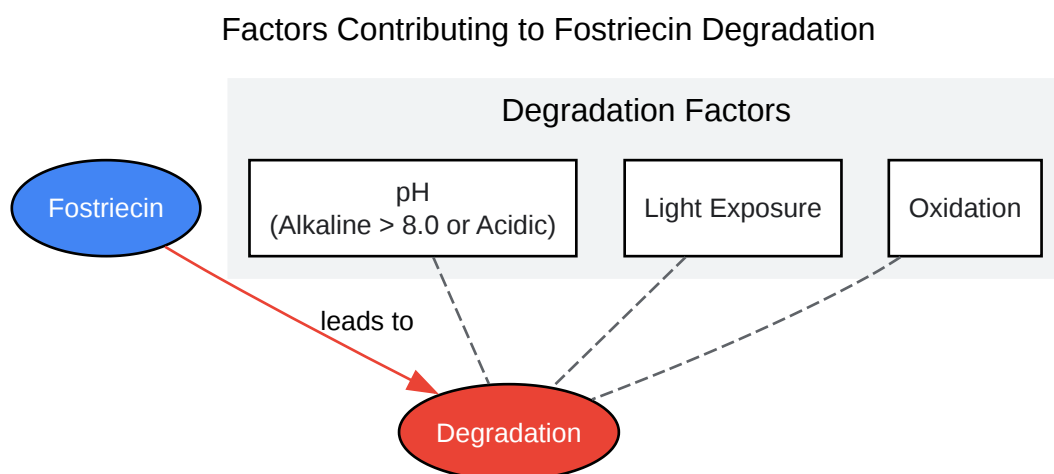 Factors Contributing to Fostriecin Degradation
Degradation Factors
Fostriecin
pH
(Alkaline > 8.0 or Acidic)
Light Exposure
Oxidation
leads to
Degradation